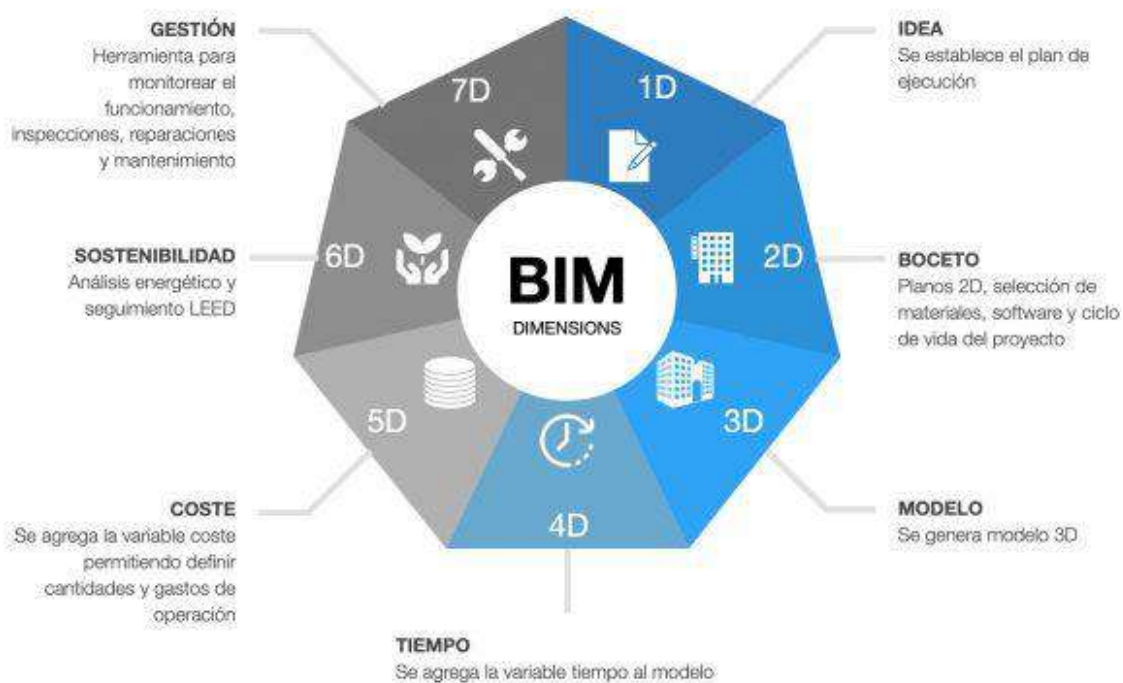 GESTIÓN
Herramienta para
monitorear el
funcionamiento,
inspecciones, reparaciones
y mantenimiento
7D
1D
IDEA
Se establece el plan de
ejecución
SOSTENIBILIDAD
Análisis energético y
seguimiento LEED
6D
BIM
DIMENSIONS
2D
BOCETO
Planos 2D, selección de
materiales, software y ciclo
de vida del proyecto
5D
3D
COSTE
Se agrega la variable coste
permitiendo definir
cantidades y gastos de
operación
4D
MODELO
Se genera modelo 3D
TIEMPO
Se agrega la variable tiempo al modelo